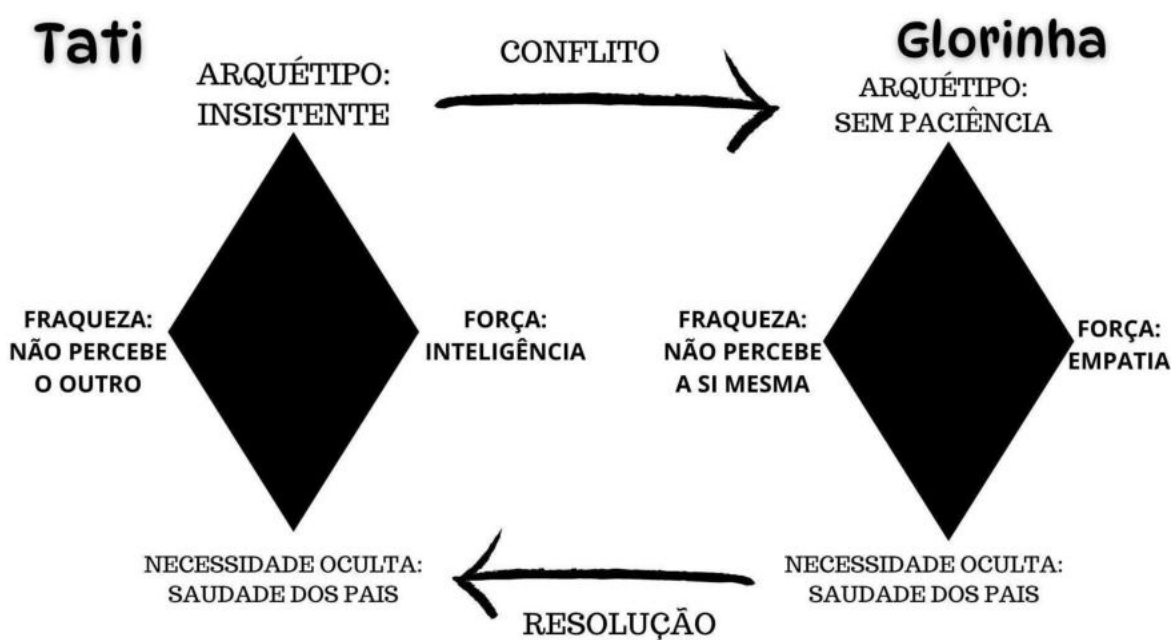 Tati
ARQUÉTIPO:
INSISTENTE
CONFLITO
Glorinha
ARQUÉTIPO:
SEM PACIÊNCIA
FRAQUEZA:
NÃO PERCEBE
O OUTRO
FORÇA:
INTELIGÊNCIA
FRAQUEZA:
NÃO PERCEBE
A SI MESMA
FORÇA:
EMPATIA
NECESSIDADE OCULTA:
SAUDADE DOS PAIS
NECESSIDADE OCULTA:
SAUDADE DOS PAIS
RESOLUÇÃO